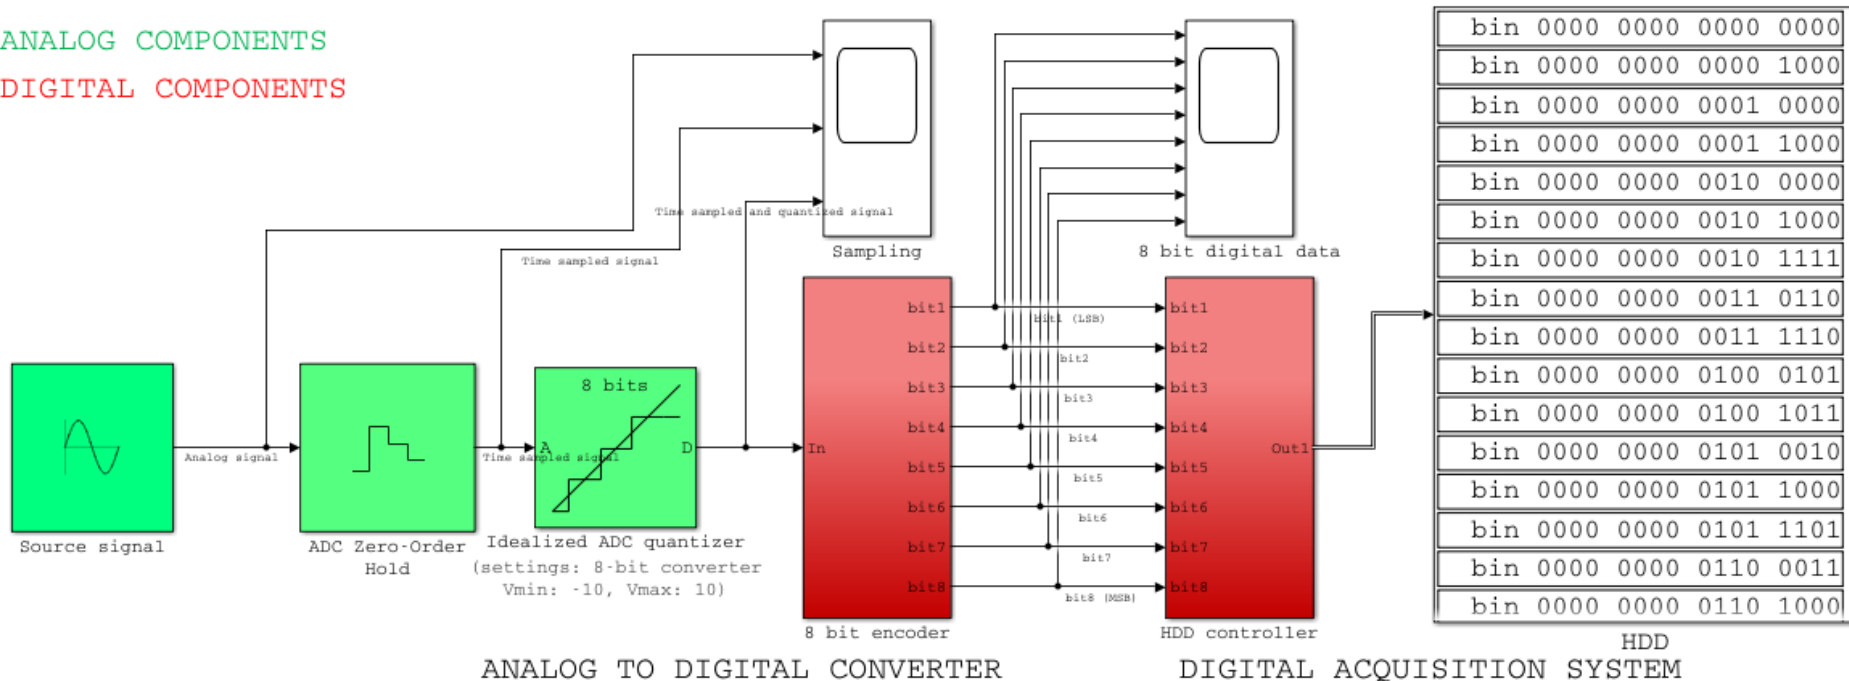 ANALOG COMPONENTS
DIGITAL COMPONENTS
Analog signal
Source signal
ADC Zero-Order
Hold
Time sampled signal
Time sampled signal
8 bits
A
D
Idealized ADC quantizer
(settings: 8-bit converter
Vmin: -10, Vmax: 10)
Time sampled and quantized signal
Sampling
In
bit1
bit2
bit3
bit4
bit5
bit6
bit7
bit8
8 bit encoder
ANALOG TO DIGITAL CONVERTER
8 bit digital data
bit1 (LSB)
bit2
bit3
bit4
bit5
bit6
bit7
bit8 (MSB)
bit1
bit2
bit3
bit4
bit5
bit6
bit7
bit8
Out1
HDD controller
bin 0000 0000 0000 0000
bin 0000 0000 0000 1000
bin 0000 0000 0001 0000
bin 0000 0000 0001 1000
bin 0000 0000 0010 0000
bin 0000 0000 0010 1000
bin 0000 0000 0010 1111
bin 0000 0000 0011 0110
bin 0000 0000 0011 1110
bin 0000 0000 0100 0101
bin 0000 0000 0100 1011
bin 0000 0000 0101 0010
bin 0000 0000 0101 1000
bin 0000 0000 0101 1101
bin 0000 0000 0110 0011
bin 0000 0000 0110 1000
HDD
DIGITAL ACQUISITION SYSTEM